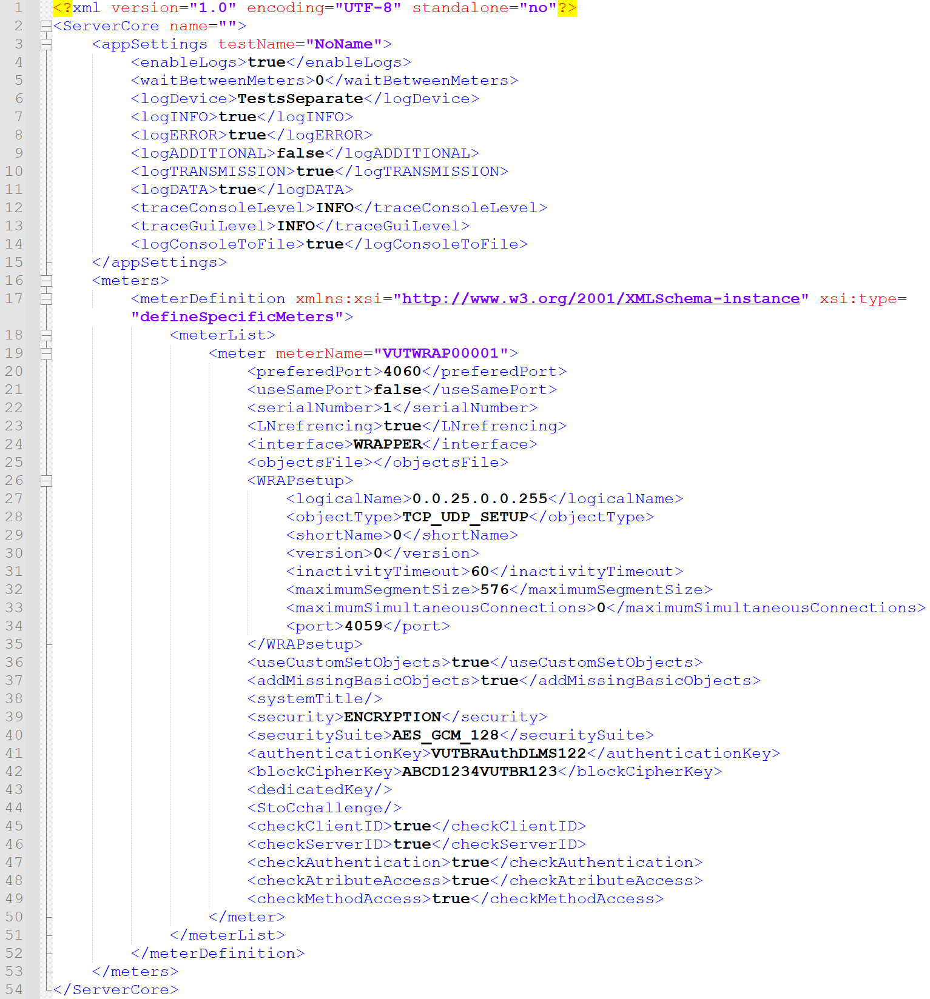 1 <?xml version="1.0" encoding="UTF-8" standalone="no"?>
2 <ServerCore name="">
3 <appSettings testName="NoName">
4 <enableLogs>true</enableLogs>
5 <waitBetweenMeters>0</waitBetweenMeters>
6 <logDevice>TestsSeparate</logDevice>
7 <logINFO>true</logINFO>
8 <logERROR>true</logERROR>
9 <logADDITIONAL>false</logADDITIONAL>
10 <logTRANSMISSION>true</logTRANSMISSION>
11 <logDATA>true</logDATA>
12 <traceConsoleLevel>INFO</traceConsoleLevel>
13 <traceGuiLevel>INFO</traceGuiLevel>
14 <logConsoleToFile>true</logConsoleToFile>
15 </appSettings>
16 <meters>
17 <meterDefinition xmlns:xsi="http://www.w3.org/2001/XMLSchema-instance" xsi:type=
"defineSpecificMeters">
18 <meterList>
19 <meter meterName="VUTWRAP00001">
20 <preferedPort>4060</preferedPort>
21 <useSamePort>false</useSamePort>
22 <serialNumber>1</serialNumber>
23 <LNrefrencing>true</LNrefrencing>
24 <interface>WRAPPER</interface>
25 <objectsFile></objectsFile>
26 <WRAPsetup>
27 <logicalName>0.0.25.0.0.255</logicalName>
28 <objectType>TCP_UDP_SETUP</objectType>
29 <shortName>0</shortName>
30 <version>0</version>
31 <inactivityTimeout>60</inactivityTimeout>
32 <maximumSegmentSize>576</maximumSegmentSize>
33 <maximumSimultaneousConnections>0</maximumSimultaneousConnections>
34 <port>4059</port>
35 </WRAPsetup>
36 <useCustomSetObjects>true</useCustomSetObjects>
37 <addMissingBasicObjects>true</addMissingBasicObjects>
38 <systemTitle/>
39 <security>ENCRYPTION</security>
40 <securitySuite>AES_GCM_128</securitySuite>
41 <authenticationKey>VUTBRAuthDLMS122</authenticationKey>
42 <blockCipherKey>ABCD1234VUTBR123</blockCipherKey>
43 <dedicatedKey/>
44 <StoCchallenge/>
45 <checkClientID>true</checkClientID>
46 <checkServerID>true</checkServerID>
47 <checkAuthentication>true</checkAuthentication>
48 <checkAtributeAccess>true</checkAtributeAccess>
49 <checkMethodAccess>true</checkMethodAccess>
50 </meter>
51 </meterList>
52 </meterDefinition>
53 </meters>
54 </ServerCore>